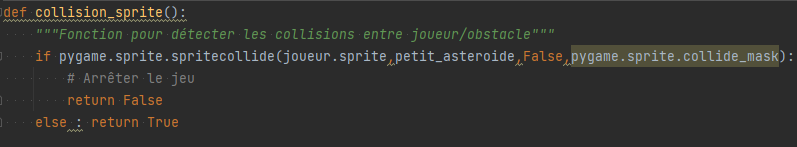 def collision_sprite():
    """Fonction pour détecter les collisions entre joueur/obstacle"""
    if pygame.sprite.spritecollide(joueur.sprite,petit_asteroide,False,pygame.sprite.collide_mask):
        # Arrêter le jeu
        return False
    else : return True